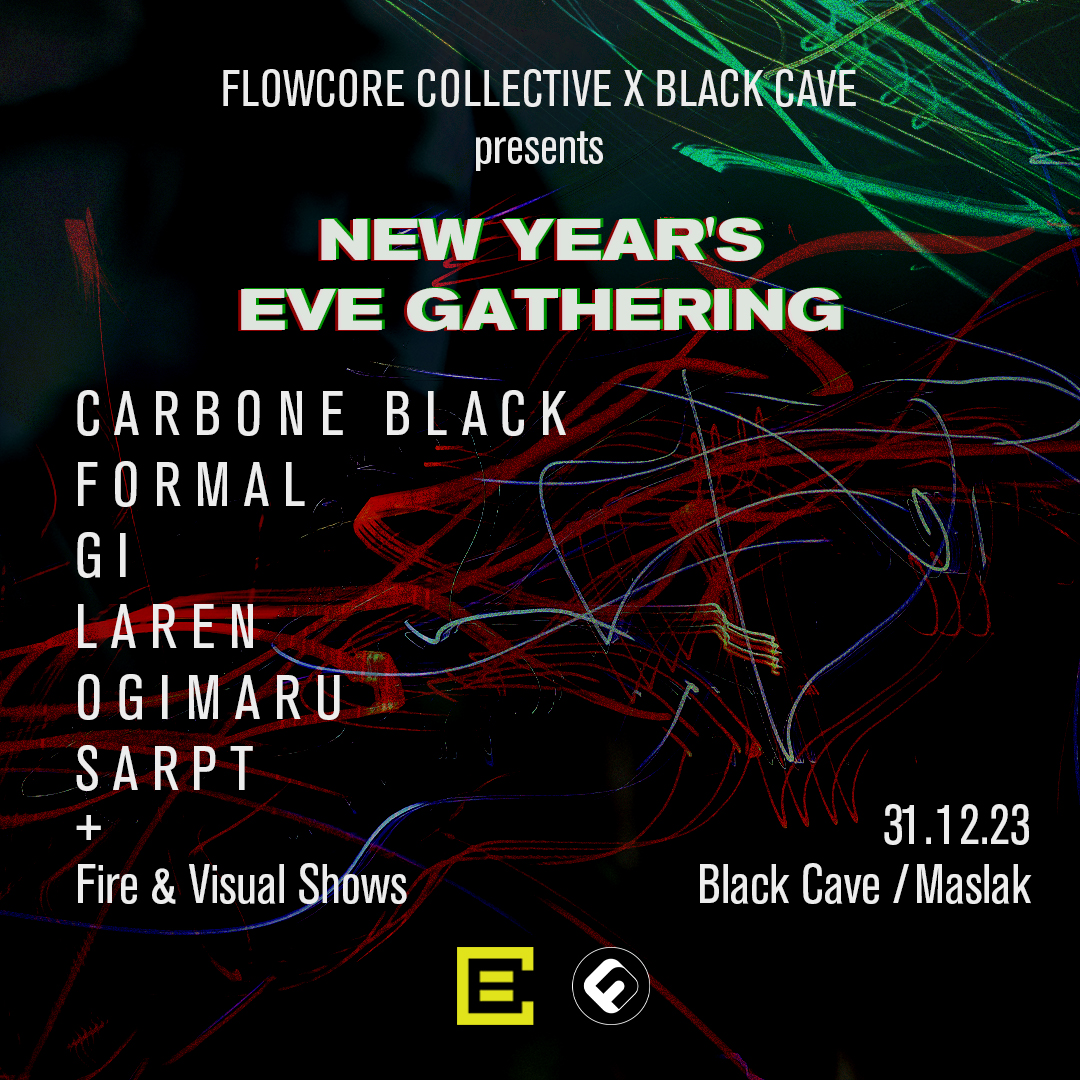 FLOWCORE COLLECTIVE X BLACK CAVE
presents
NEW YEAR'S
EVE GATHERING
CARBONE BLACK
FORMAL
GI
LAREN
OGIMARU
SARPT
+
Fire & Visual Shows
31.12.23
Black Cave / Maslak